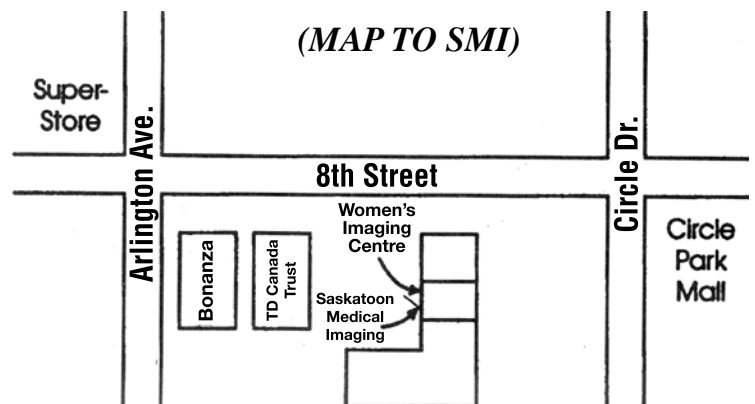 (MAP TO SMI)
Super-
Store
Arlington Ave.
8th Street
Circle Dr.
Women's
Imaging
Centre
Bonanza
TD Canada
Trust
Saskatoon
Medical
Imaging
Circle
Park
Mall